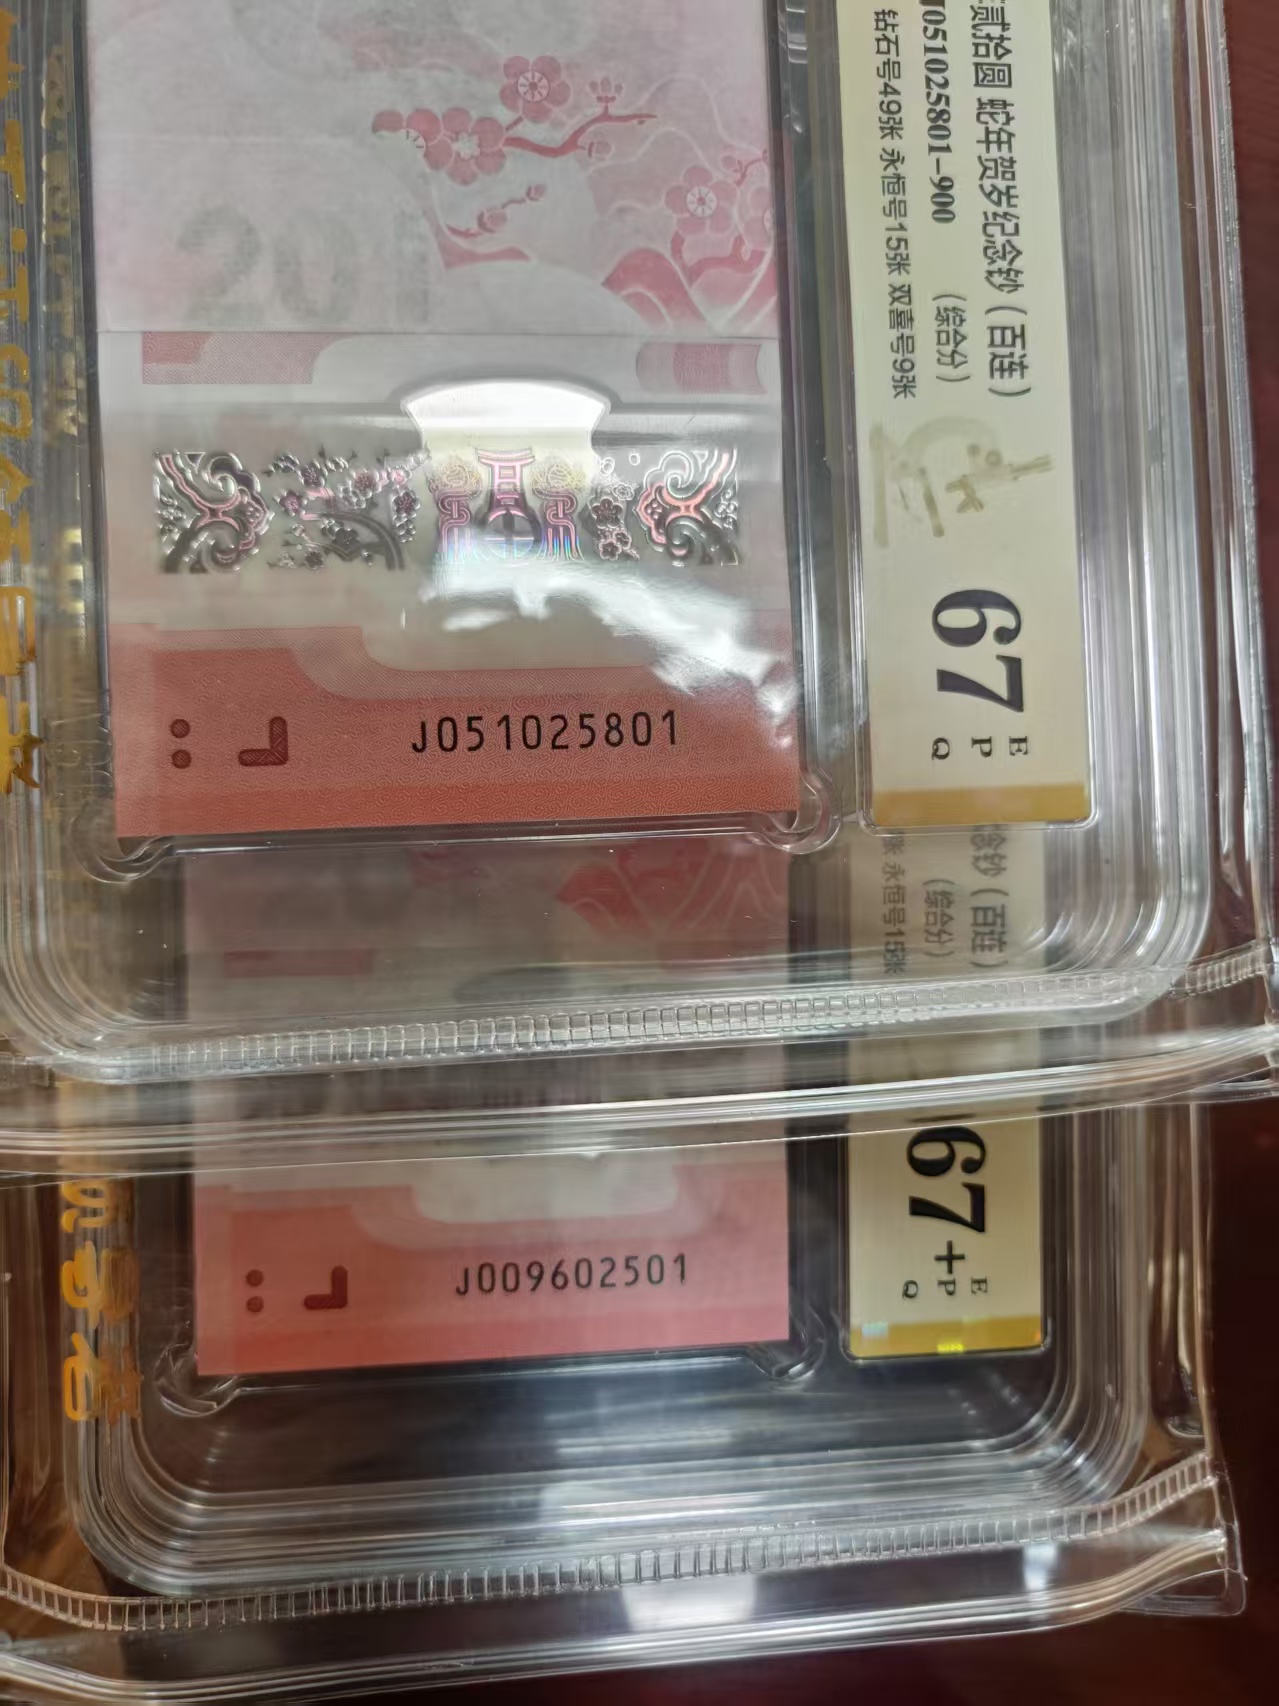 贰拾圆 蛇年贺岁纪念钞（百连）
J051025801-900 （综合分）
钻石号49张 永恒号15张 双喜号9张
67 E
P
Q
20
J051025801
念钞（百连）
（综合分）
张 永恒号15张
67+ E
P
Q
J009602501